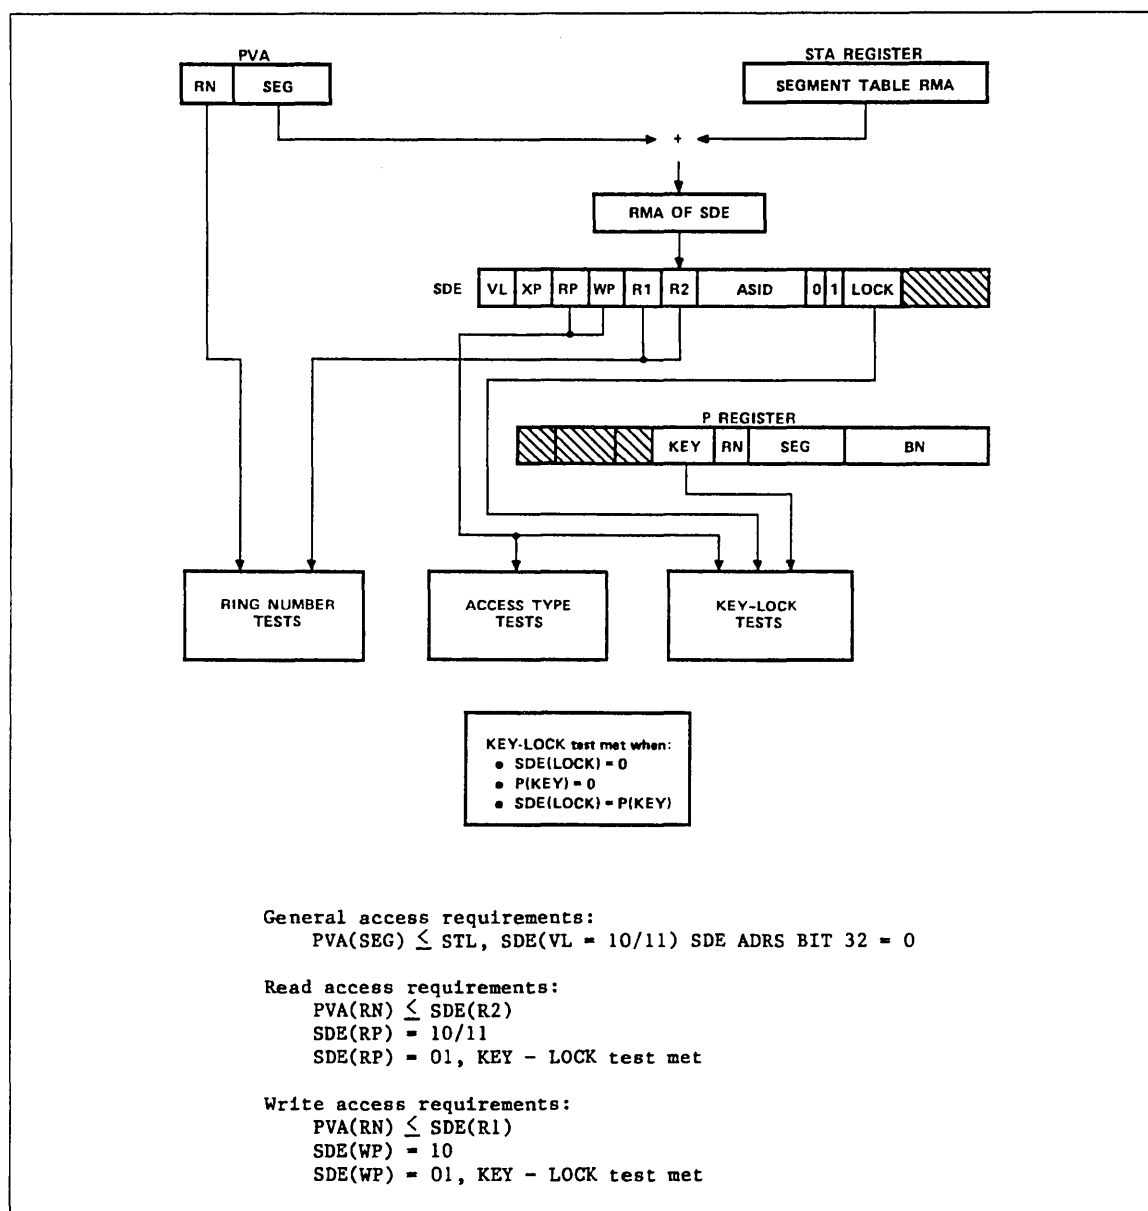 PVA
STA REGISTER
RN SEG
SEGMENT TABLE RMA
+
RMA OF SDE
SDE VL XP RP WP R1 R2 ASID 0 1 LOCK
P REGISTER
KEY RN SEG BN
RING NUMBER
TESTS
ACCESS TYPE
TESTS
KEY-LOCK
TESTS
KEY-LOCK test met when:
• SDE(LOCK) = 0
• P(KEY) = 0
• SDE(LOCK) = P(KEY)
General access requirements:
PVA(SEG) ≤ STL, SDE(VL = 10/11) SDE ADRS BIT 32 = 0
Read access requirements:
PVA(RN) ≤ SDE(R2)
SDE(RP) = 10/11
SDE(RP) = 01, KEY - LOCK test met
Write access requirements:
PVA(RN) ≤ SDE(R1)
SDE(WP) = 10
SDE(WP) = 01, KEY - LOCK test met